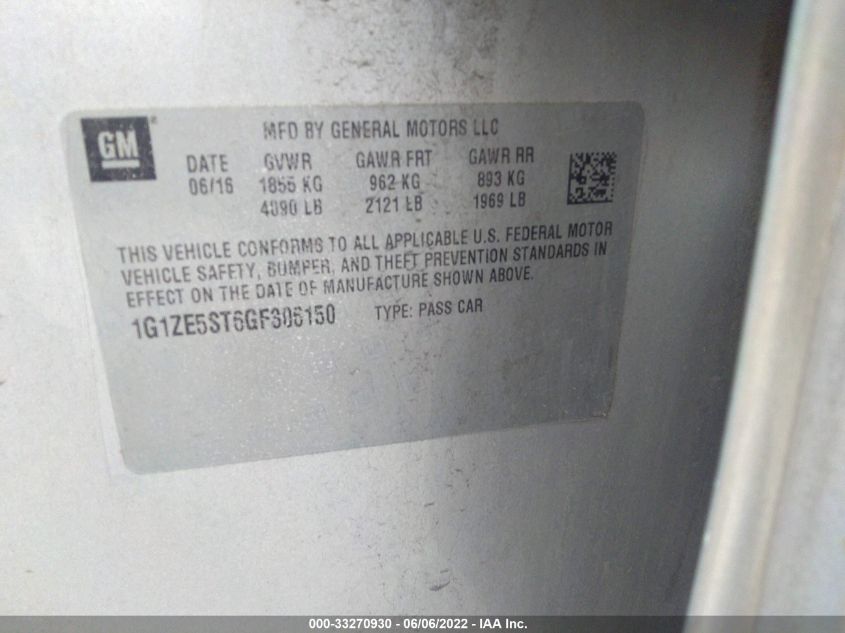 GM
MFD BY GENERAL MOTORS LLC
DATE GVWR GAWR FRT GAWR RR
06/16 1855 KG 962 KG 893 KG
4090 LB 2121 LB 1969 LB
THIS VEHICLE CONFORMS TO ALL APPLICABLE U.S. FEDERAL MOTOR
VEHICLE SAFETY, BUMPER, AND THEFT PREVENTION STANDARDS IN
EFFECT ON THE DATE OF MANUFACTURE SHOWN ABOVE.
1G1ZE5ST6GF306150 TYPE: PASS CAR
000-33270930 - 06/06/2022 - IAA Inc.